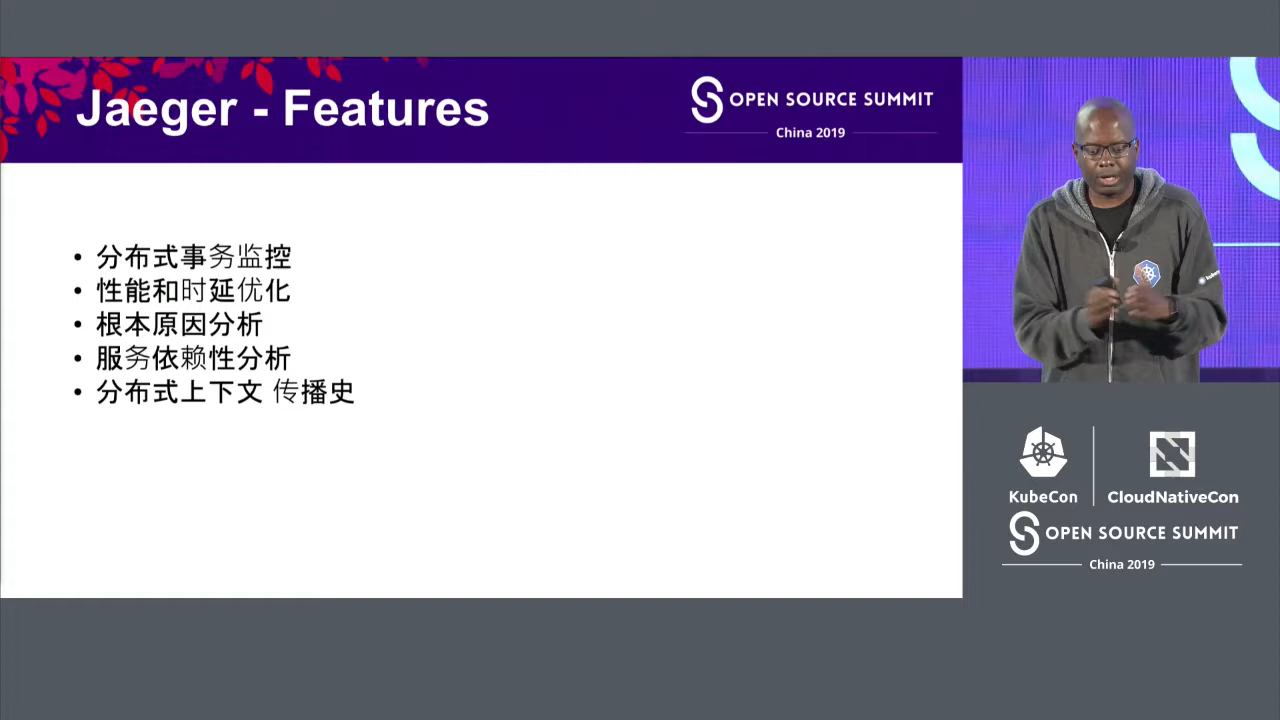 Jaeger - Features
OPEN SOURCE SUMMIT
China 2019
• 分布式事务监控
• 性能和时延优化
• 根本原因分析
• 服务依赖性分析
• 分布式上下文 传播史
KubeCon
CloudNativeCon
OPEN SOURCE SUMMIT
China 2019